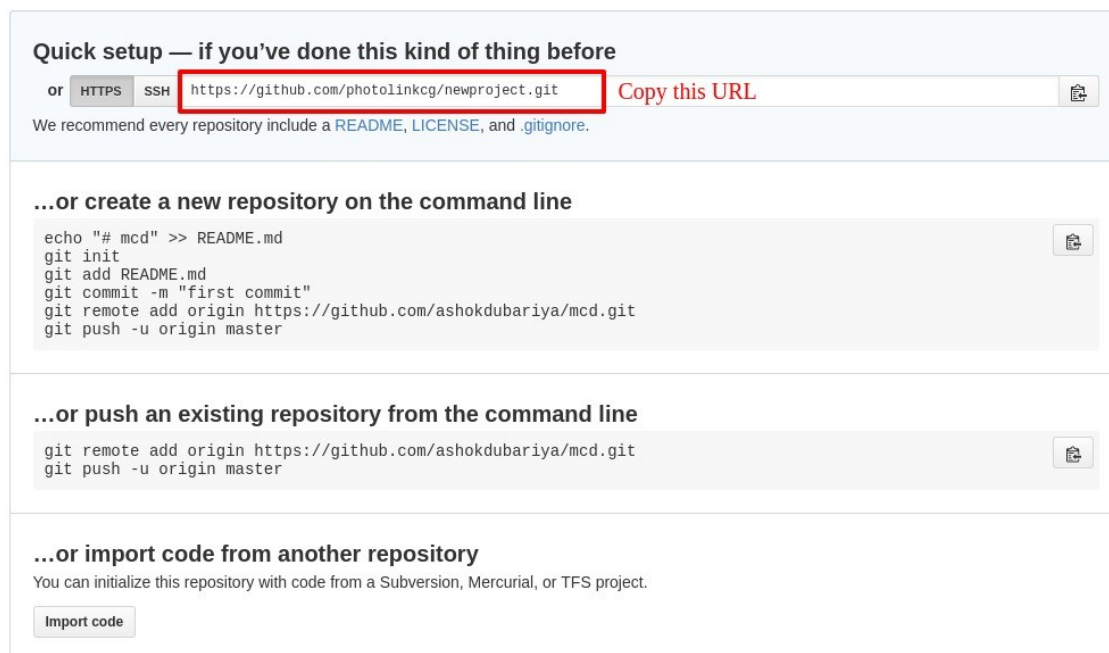 Quick setup — if you’ve done this kind of thing before
or HTTPS SSH https://github.com/photolinkcg/newproject.git Copy this URL
We recommend every repository include a README, LICENSE, and .gitignore.
…or create a new repository on the command line
echo "# mcd" >> README.md
git init
git add README.md
git commit -m "first commit"
git remote add origin https://github.com/ashokdubariya/mcd.git
git push -u origin master
…or push an existing repository from the command line
git remote add origin https://github.com/ashokdubariya/mcd.git
git push -u origin master
…or import code from another repository
You can initialize this repository with code from a Subversion, Mercurial, or TFS project.
Import code